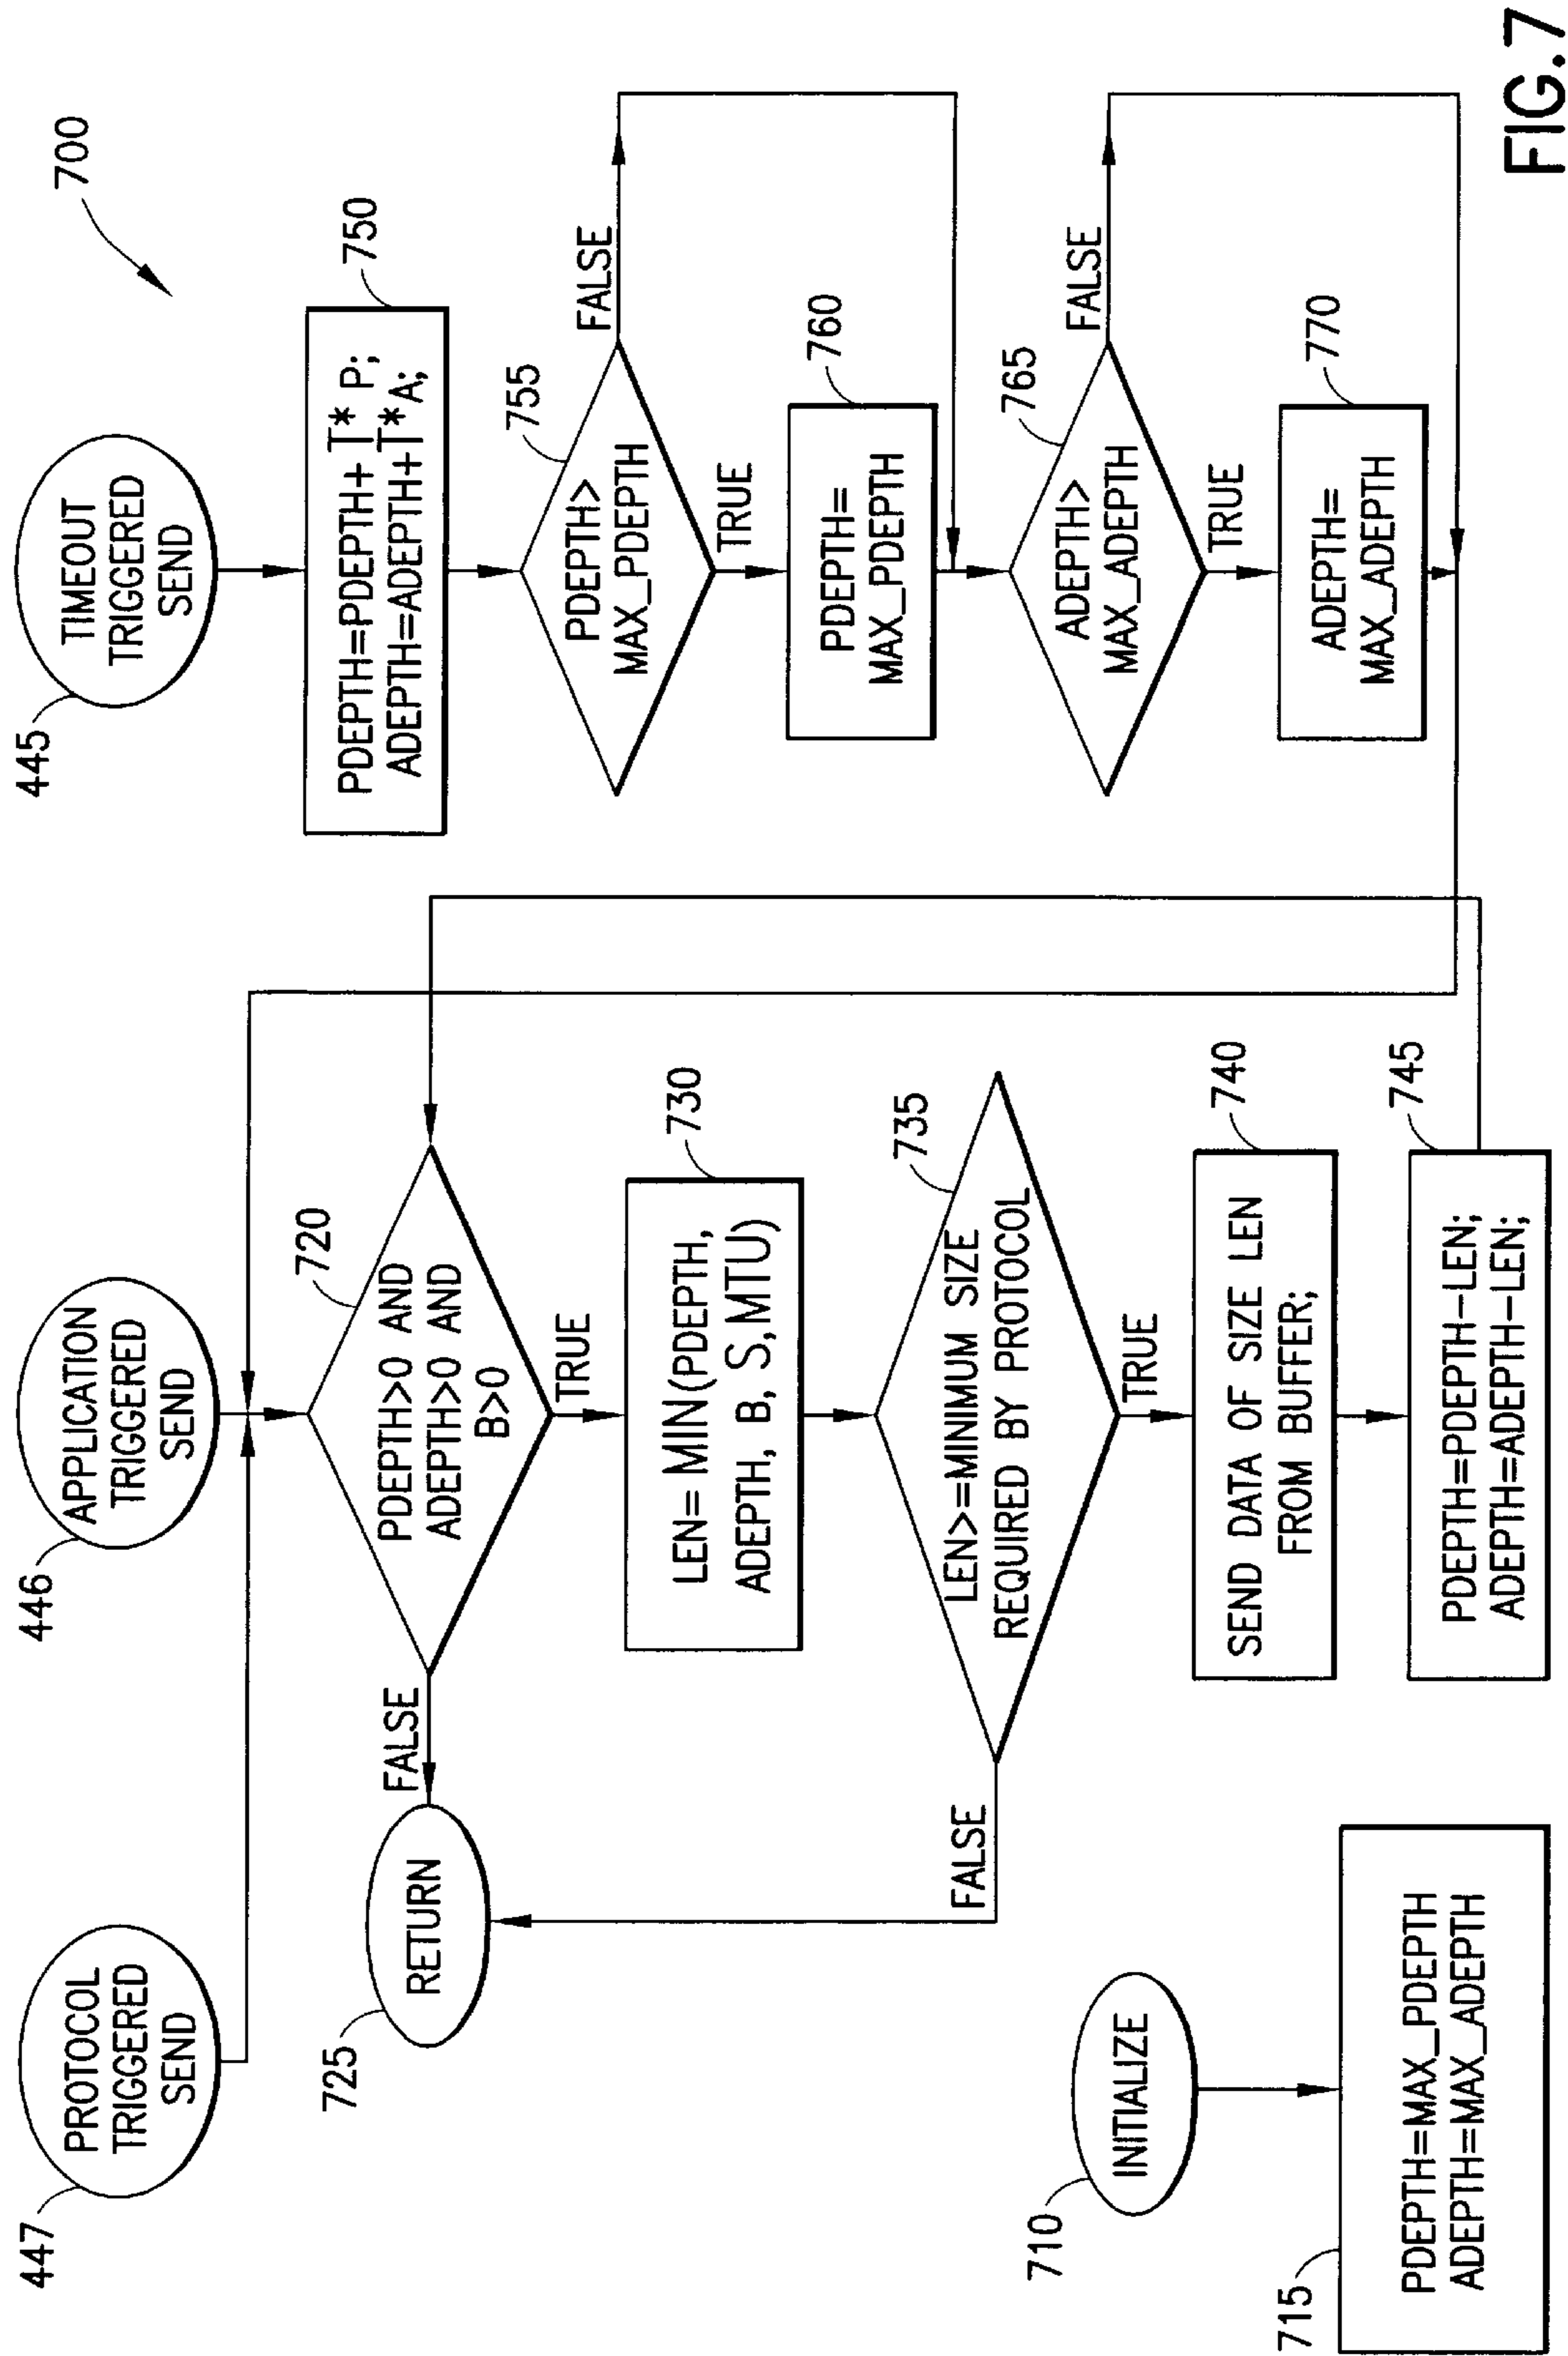 447
PROTOCOL
TRIGGERED
SEND
446
APPLICATION
TRIGGERED
SEND
445
TIMEOUT
TRIGGERED
SEND
700
725
RETURN
FALSE
720
PDEPTH>0 AND
ADEPTH>0 AND
B>0
TRUE
730
LEN= MIN(PDEPTH,
ADEPTH, B, S,MTU)
735
LEN>=MINIMUM SIZE
REQUIRED BY PROTOCOL
FALSE
TRUE
740
SEND DATA OF SIZE LEN
FROM BUFFER;
745
PDEPTH=PDEPTH-LEN;
ADEPTH=ADEPTH-LEN;
750
PDEPTH=PDEPTH+ T* P;
ADEPTH=ADEPTH+T*A;
755
PDEPTH>
MAX_PDEPTH
FALSE
TRUE
760
PDEPTH=
MAX_PDEPTH
765
ADEPTH>
MAX_ADEPTH
FALSE
TRUE
770
ADEPTH=
MAX_ADEPTH
710
INITIALIZE
715
PDEPTH=MAX_PDEPTH
ADEPTH=MAX_ADEPTH
FIG.7